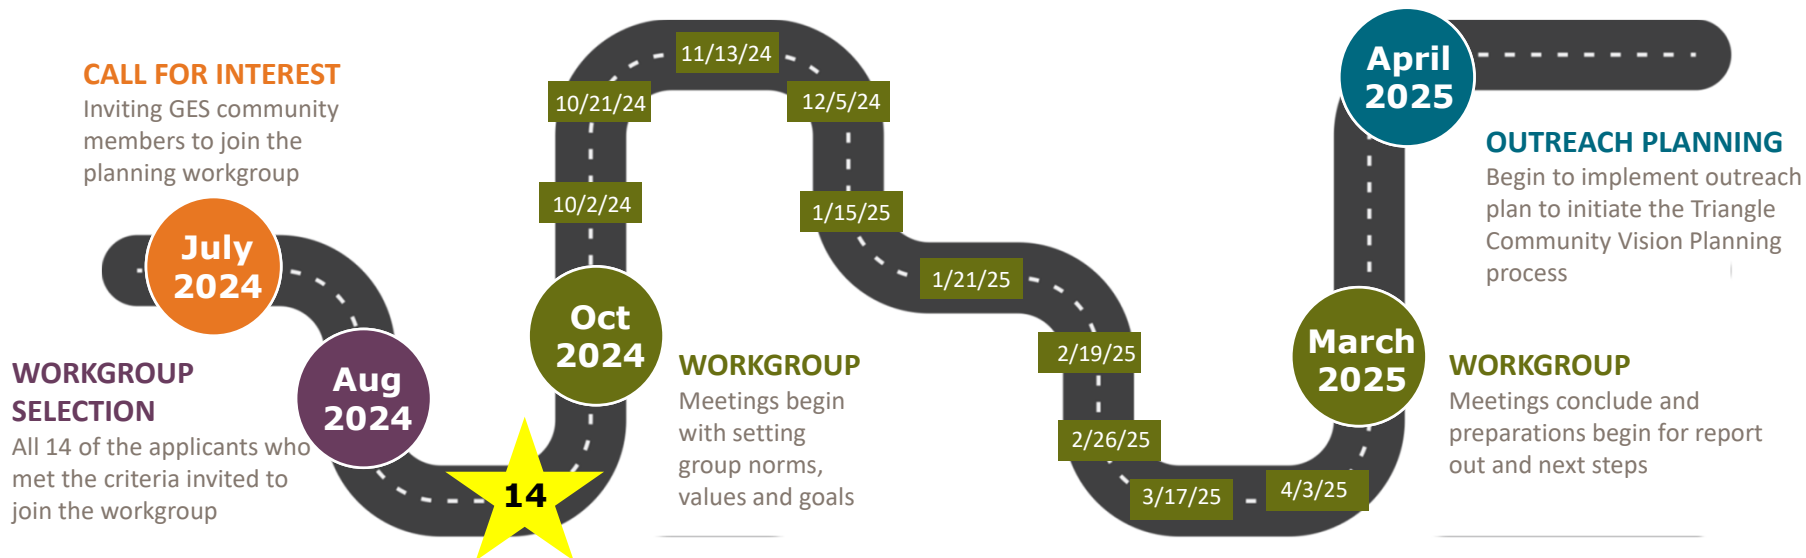 CALL FOR INTEREST
Inviting GES community
members to join the
planning workgroup
July
2024
WORKGROUP
SELECTION
All 14 of the applicants who
met the criteria invited to
join the workgroup
Aug
2024
14
Oct
2024
WORKGROUP
Meetings begin
with setting
group norms,
values and goals
10/2/24
10/21/24
11/13/24
12/5/24
1/15/25
1/21/25
2/19/25
2/26/25
3/17/25
4/3/25
March
2025
WORKGROUP
Meetings conclude and
preparations begin for report
out and next steps
April
2025
OUTREACH PLANNING
Begin to implement outreach
plan to initiate the Triangle
Community Vision Planning
process